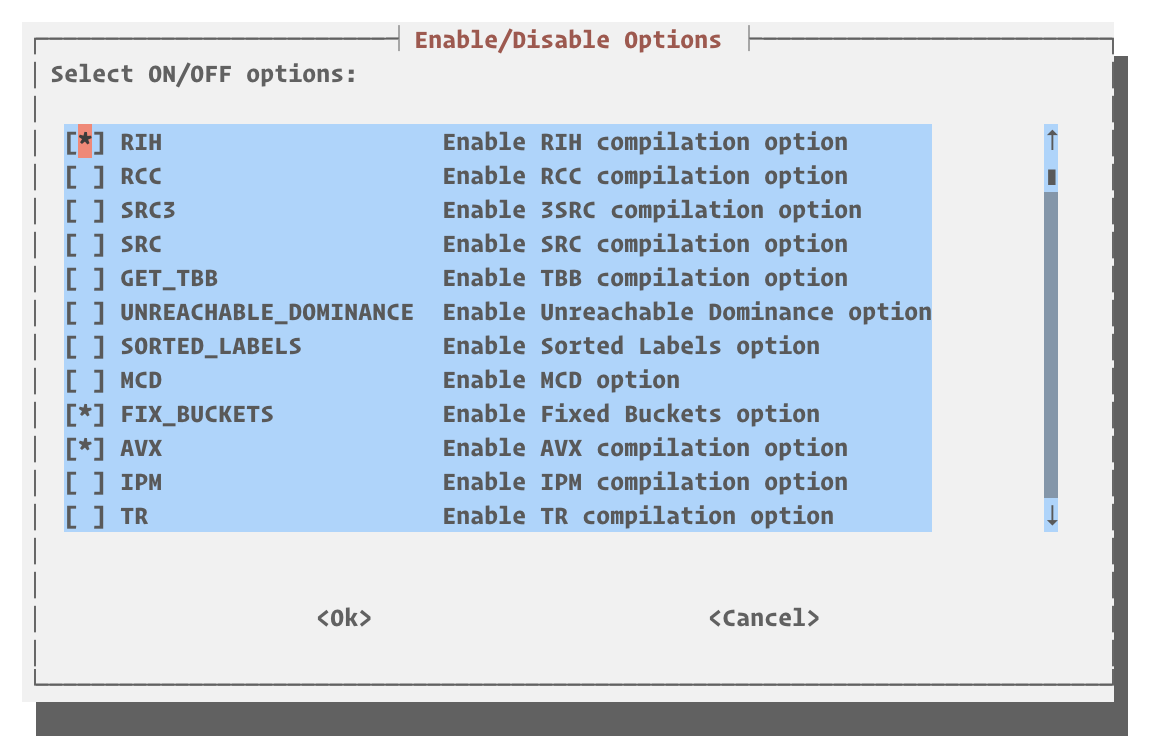 Enable/Disable Options
Select ON/OFF options:
[*] RIH Enable RIH compilation option ↑
[ ] RCC Enable RCC compilation option
[ ] SRC3 Enable 3SRC compilation option
[ ] SRC Enable SRC compilation option
[ ] GET_TBB Enable TBB compilation option
[ ] UNREACHABLE_DOMINANCE Enable Unreachable Dominance option
[ ] SORTED_LABELS Enable Sorted Labels option
[ ] MCD Enable MCD option
[*] FIX_BUCKETS Enable Fixed Buckets option
[*] AVX Enable AVX compilation option
[ ] IPM Enable IPM compilation option
[ ] TR Enable TR compilation option ↓
<Ok> <Cancel>